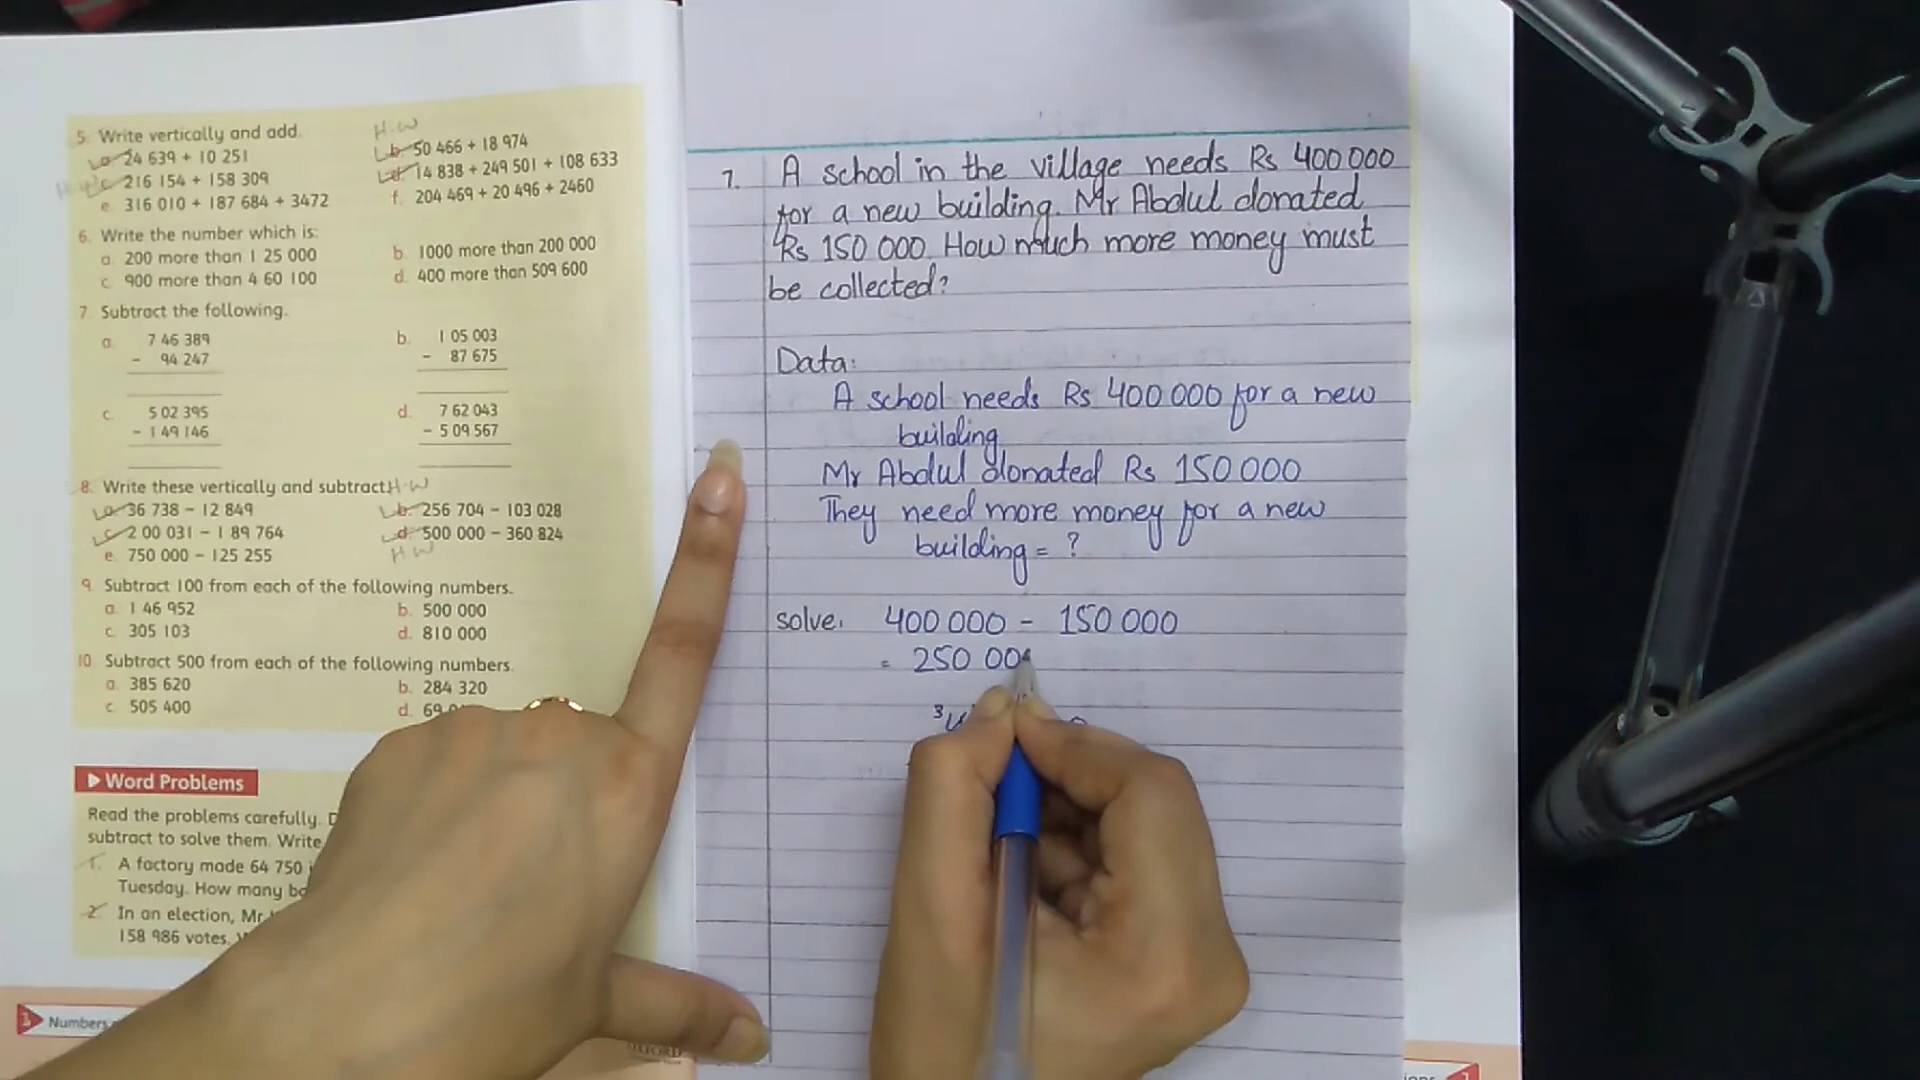 5. Write vertically and add.
H.W
a. 24 639 + 10 251
b. 50 466 + 18 974
c. 216 154 + 158 309
d. 14 838 + 249 501 + 108 633
e. 316 010 + 187 684 + 3472
f. 204 469 + 20 496 + 2460
6. Write the number which is:
a. 200 more than 1 25 000
b. 1000 more than 200 000
c. 900 more than 4 60 100
d. 400 more than 509 600
7. Subtract the following.
a. 7 46 389
- 94 247
b. 1 05 003
- 87 675
c. 5 02 395
- 1 49 146
d. 7 62 043
- 5 09 567
8. Write these vertically and subtract. H.W
a. 36 738 - 12 849
b. 256 704 - 103 028
c. 2 00 031 - 1 89 764
d. 500 000 - 360 824
e. 750 000 - 125 255
H W
9. Subtract 100 from each of the following numbers.
a. 1 46 952
b. 500 000
c. 305 103
d. 810 000
10. Subtract 500 from each of the following numbers.
a. 385 620
b. 284 320
c. 505 400
d. 69
Word Problems
Read the problems carefully.
subtract to solve them. Write
1. A factory made 64 750
Tuesday. How many
2. In an election, Mr
158 986 votes.
3 Numbers
7. A school in the village needs Rs 400 000
for a new building. Mr Abdul donated
Rs 150 000. How much more money must
be collected?
Data:
A school needs Rs 400 000 for a new
building
Mr Abdul donated Rs 150 000
They need more money for a new
building = ?
solve. 400 000 - 150 000
= 250 00